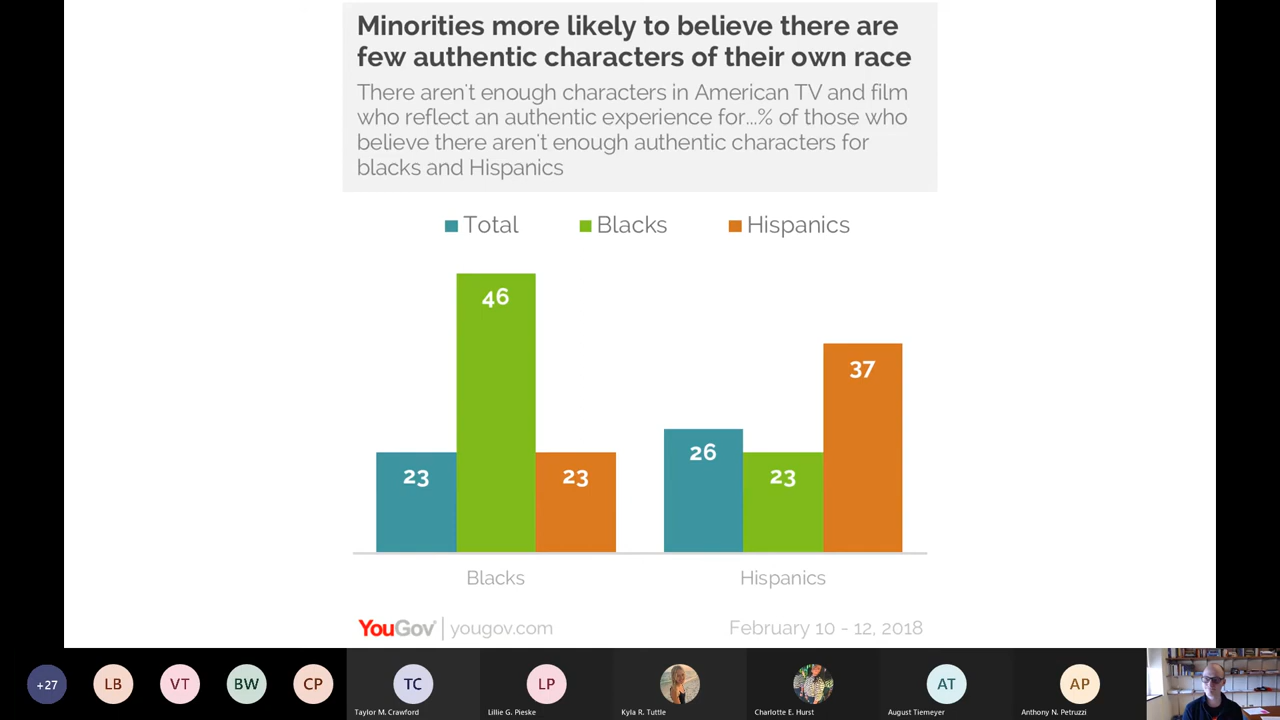 Minorities more likely to believe there are
few authentic characters of their own race
There aren't enough characters in American TV and film
who reflect an authentic experience for...% of those who
believe there aren't enough authentic characters for
blacks and Hispanics
Total Blacks Hispanics
46
37
26
23 23 23
Blacks Hispanics
YouGov | yougov.com February 10 - 12, 2018
+27 LB VT BW CP TC LP AT AP
Taylor M. Crawford Lillie G. Pieske Kyla R. Tuttle Charlotte E. Hurst August Tiemeyer Anthony N. Petruzzi